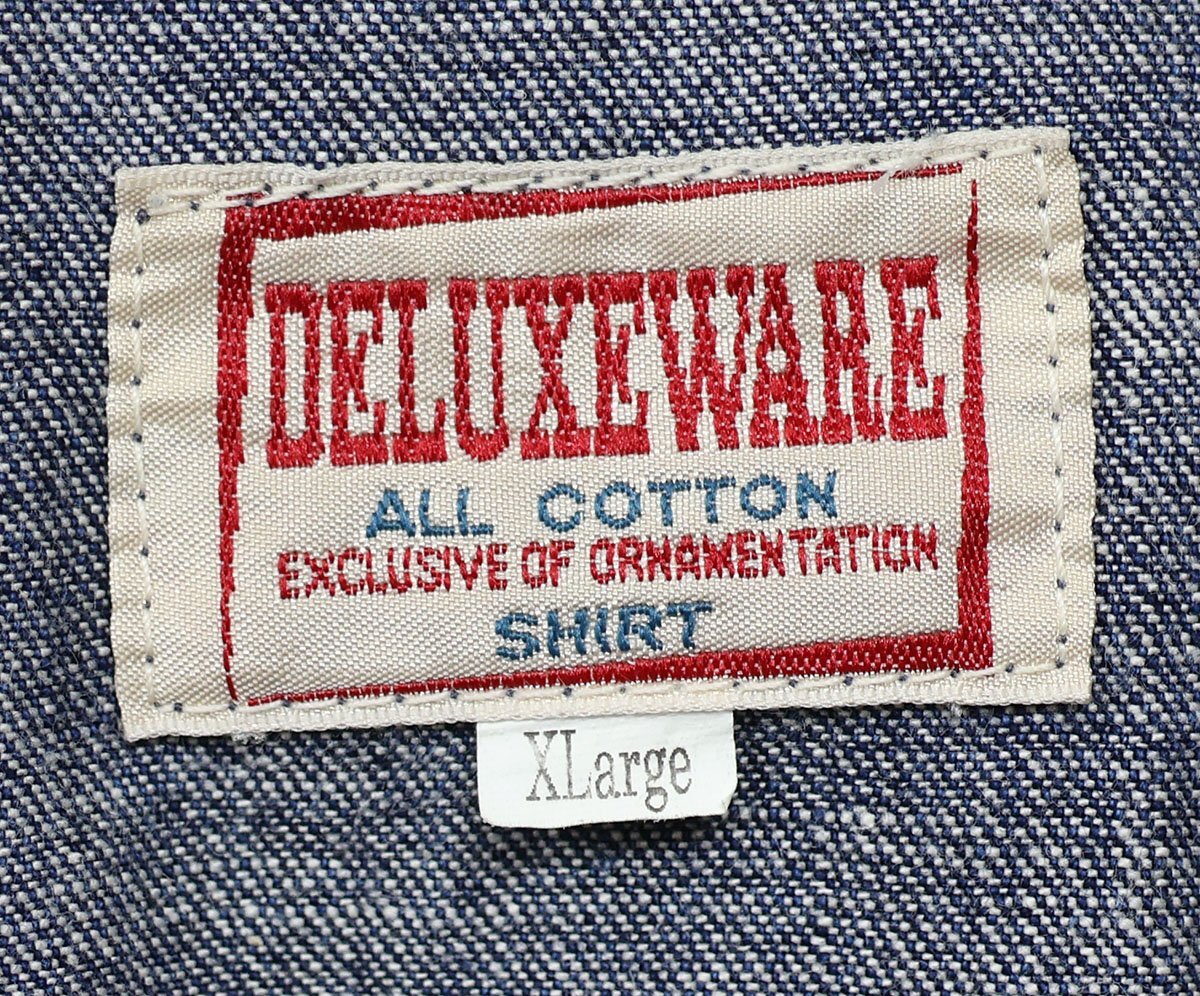 DELUXEWARE
ALL COTTON
EXCLUSIVE OF ORNAMENTATION
SHIRT
XLarge